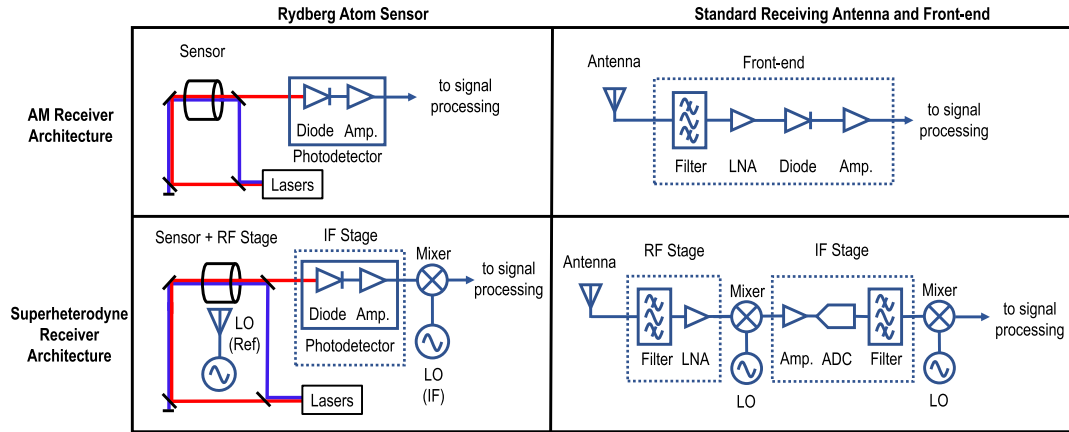 Rydberg Atom Sensor
Standard Receiving Antenna and Front-end
AM Receiver
Architecture
Sensor
Diode
Amp.
Photodetector
to signal
processing
Lasers
Antenna
Front-end
Filter
LNA
Diode
Amp.
to signal
processing
Superheterodyne
Receiver
Architecture
Sensor + RF Stage
IF Stage
Mixer
Diode
Amp.
Photodetector
to signal
processing
LO
(Ref)
LO
(IF)
Lasers
Antenna
RF Stage
Mixer
IF Stage
Mixer
Filter
LNA
Amp.
ADC
Filter
to signal
processing
LO
LO